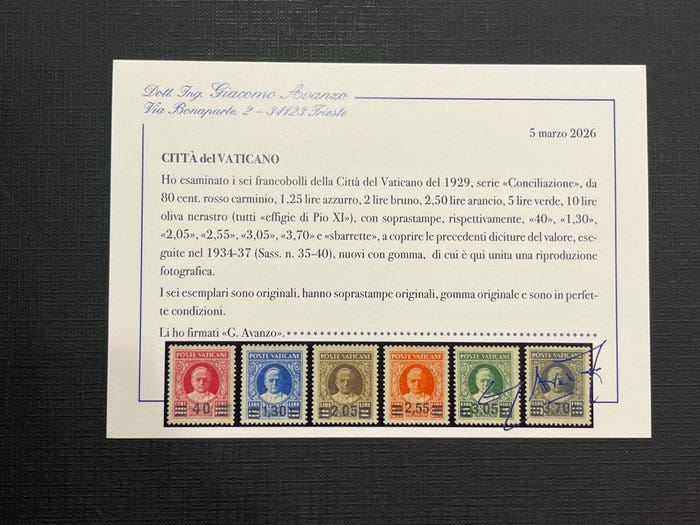 Dott. Ing. Giacomo Avanzo
Via Bonaparte, 2 - 34123 Trieste
5 marzo 2026
CITTÀ del VATICANO
Ho esaminato i sei francobolli della Città del Vaticano del 1929, serie «Conciliazione», da
80 cent. rosso carminio, 1,25 lire azzurro, 2 lire bruno, 2,50 lire arancio, 5 lire verde, 10 lire
oliva nerastro (tutti «effigie di Pio XI»), con soprastampe, rispettivamente, «40», «1,30»,
«2,05», «2,55», «3,05», «3,70» e «sbarrette», a coprire le precedenti diciture del valore, ese-
guite nel 1934-37 (Sass. n. 35-40), nuovi con gomma, di cui è qui unita una riproduzione
fotografica.
I sei esemplari sono originali, hanno soprastampe originali, gomma originale e sono in perfet-
te condizioni.
Li ho firmati «G. Avanzo».
POSTE VATICANE POSTE VATICANE POSTE VATICANE POSTE VATICANE POSTE VATICANE POSTE VATICANE
40 1,30 2,05 2,55 3,05 3,70